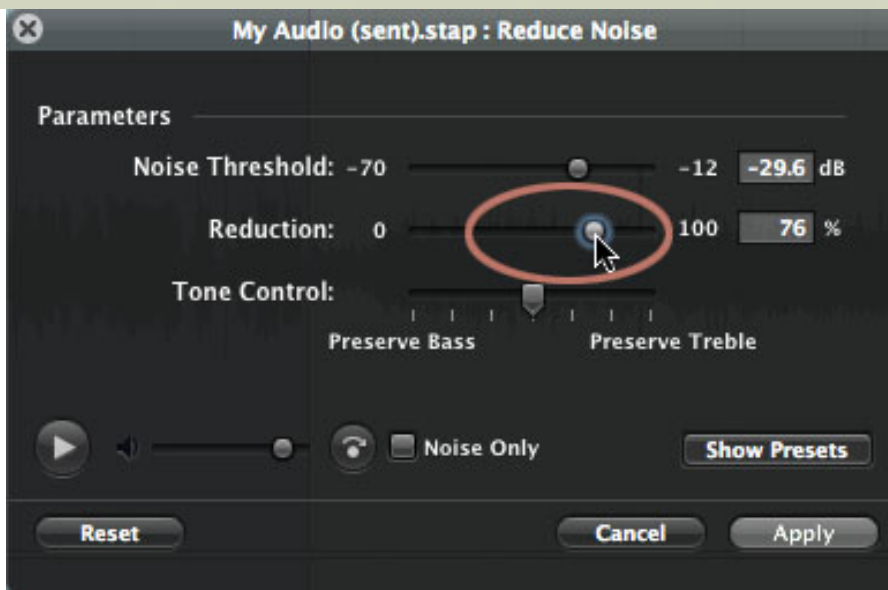 My Audio (sent).stap : Reduce Noise
Parameters
Noise Threshold: -70 -12 -29.6 dB
Reduction: 0 100 76 %
Tone Control:
Preserve Bass Preserve Treble
Noise Only Show Presets
Reset Cancel Apply